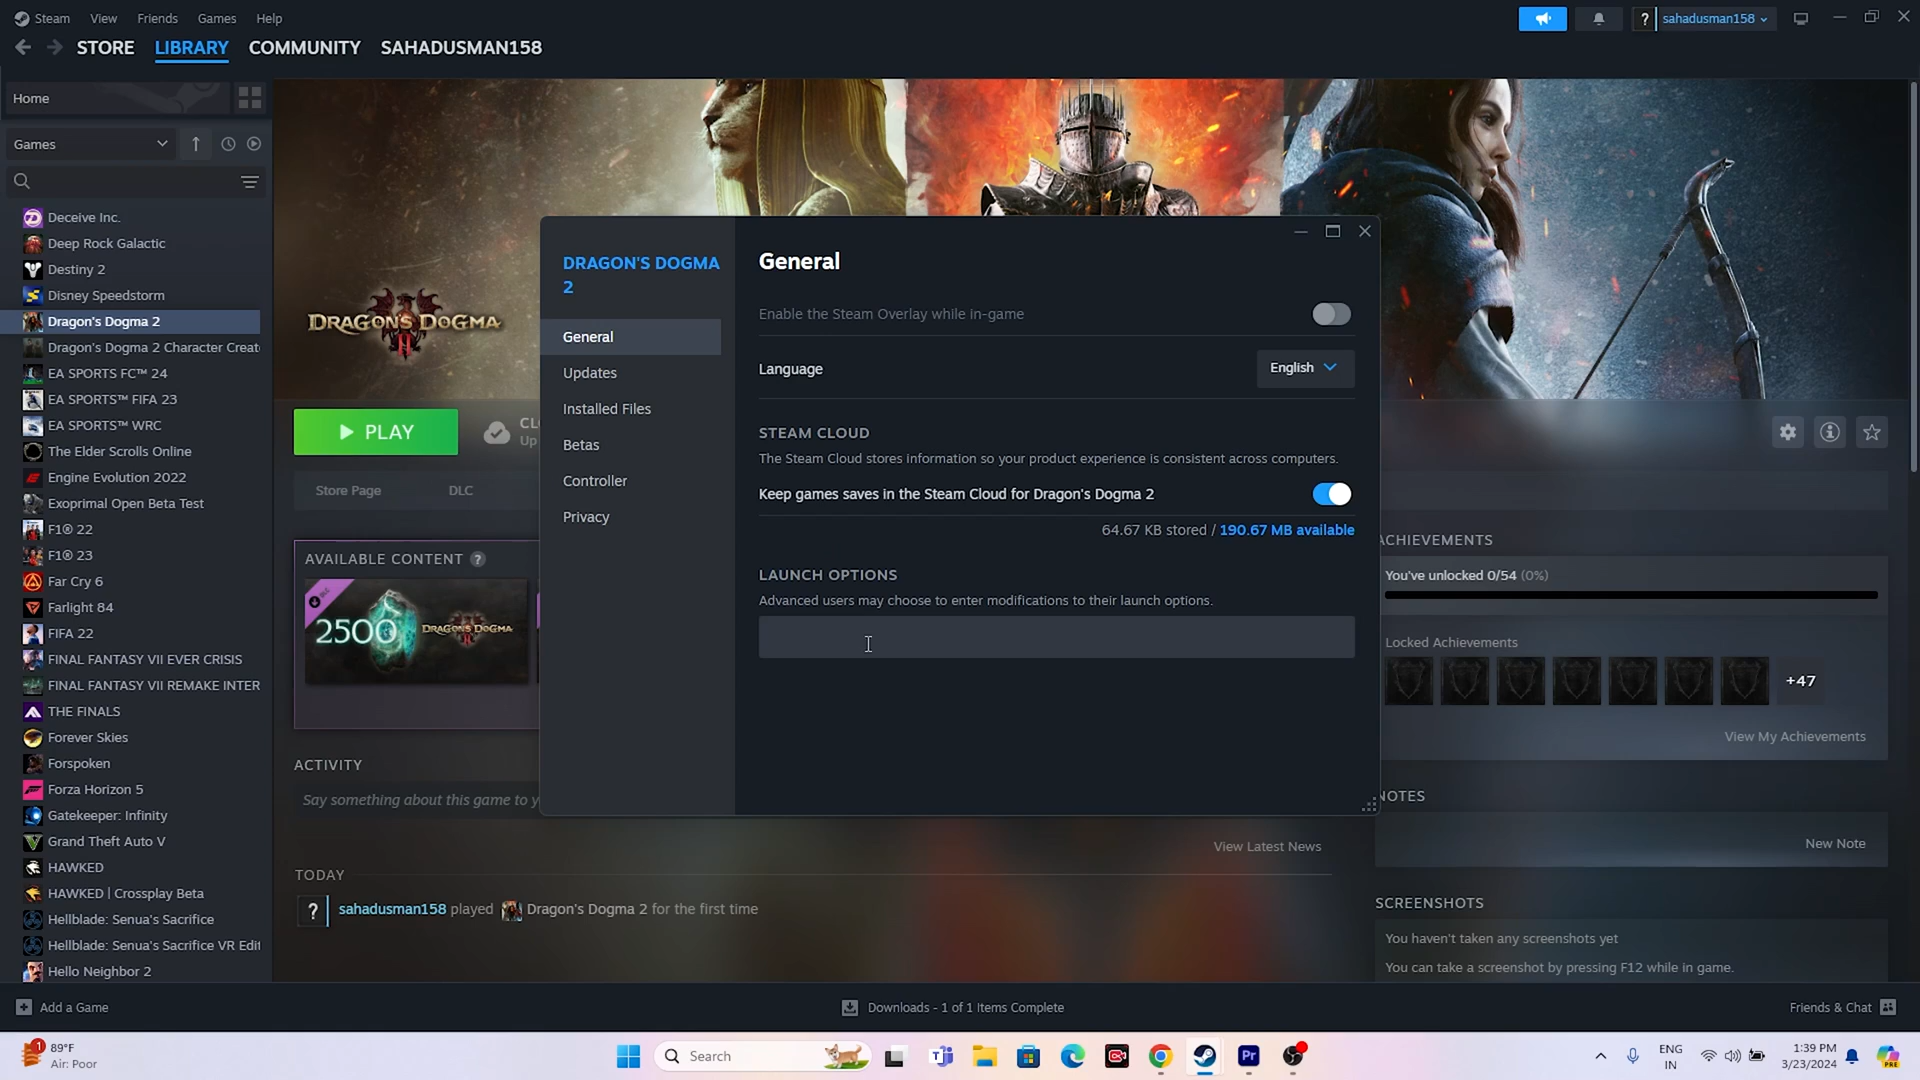 Steam View Friends Games Help
sahadusman158
STORE LIBRARY COMMUNITY SAHADUSMAN158
Home
Games
Deceive Inc.
Deep Rock Galactic
Destiny 2
Disney Speedstorm
Dragon's Dogma 2
Dragon's Dogma 2 Character Creat
EA SPORTS FC™ 24
EA SPORTS™ FIFA 23
EA SPORTS™ WRC
The Elder Scrolls Online
Engine Evolution 2022
Exoprimal Open Beta Test
F1® 22
F1® 23
Far Cry 6
Farlight 84
FIFA 22
FINAL FANTASY VII EVER CRISIS
FINAL FANTASY VII REMAKE INTER
THE FINALS
Forever Skies
Forspoken
Forza Horizon 5
Gatekeeper: Infinity
Grand Theft Auto V
HAWKED
HAWKED | Crossplay Beta
Hellblade: Senua's Sacrifice
Hellblade: Senua's Sacrifice VR Edit
Hello Neighbor 2
DRAGON'S DOGMA
II
PLAY
CL
Up
Store Page DLC
AVAILABLE CONTENT ?
2500 DRAGON'S DOGMA
ACTIVITY
Say something about this game to y
View Latest News
TODAY
? sahadusman158 played Dragon's Dogma 2 for the first time
DRAGON'S DOGMA
2
General
Updates
Installed Files
Betas
Controller
Privacy
General
Enable the Steam Overlay while in-game
Language English
STEAM CLOUD
The Steam Cloud stores information so your product experience is consistent across computers.
Keep games saves in the Steam Cloud for Dragon's Dogma 2
64.67 KB stored / 190.67 MB available
LAUNCH OPTIONS
Advanced users may choose to enter modifications to their launch options.
ACHIEVEMENTS
You've unlocked 0/54 (0%)
Locked Achievements
+47
View My Achievements
NOTES
New Note
SCREENSHOTS
You haven't taken any screenshots yet
You can take a screenshot by pressing F12 while in game.
Add a Game
Downloads - 1 of 1 Items Complete
Friends & Chat
1
89°F
Air: Poor
Search
Pr
ENG
IN
1:39 PM
3/23/2024
PRE